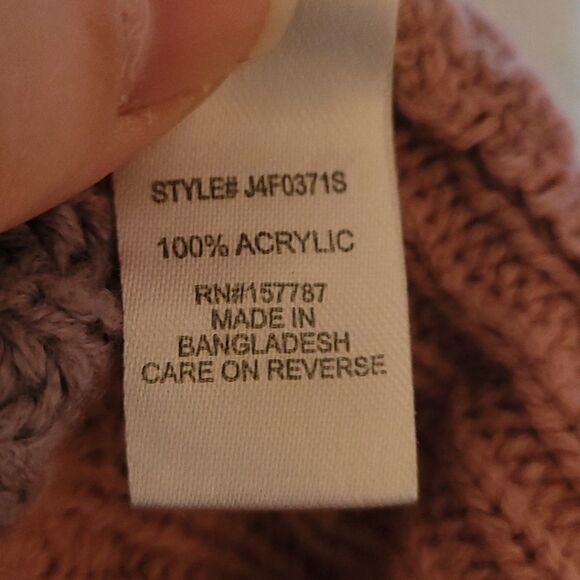 STYLE# J4F0371S
100% ACRYLIC
RN#157787
MADE IN
BANGLADESH
CARE ON REVERSE